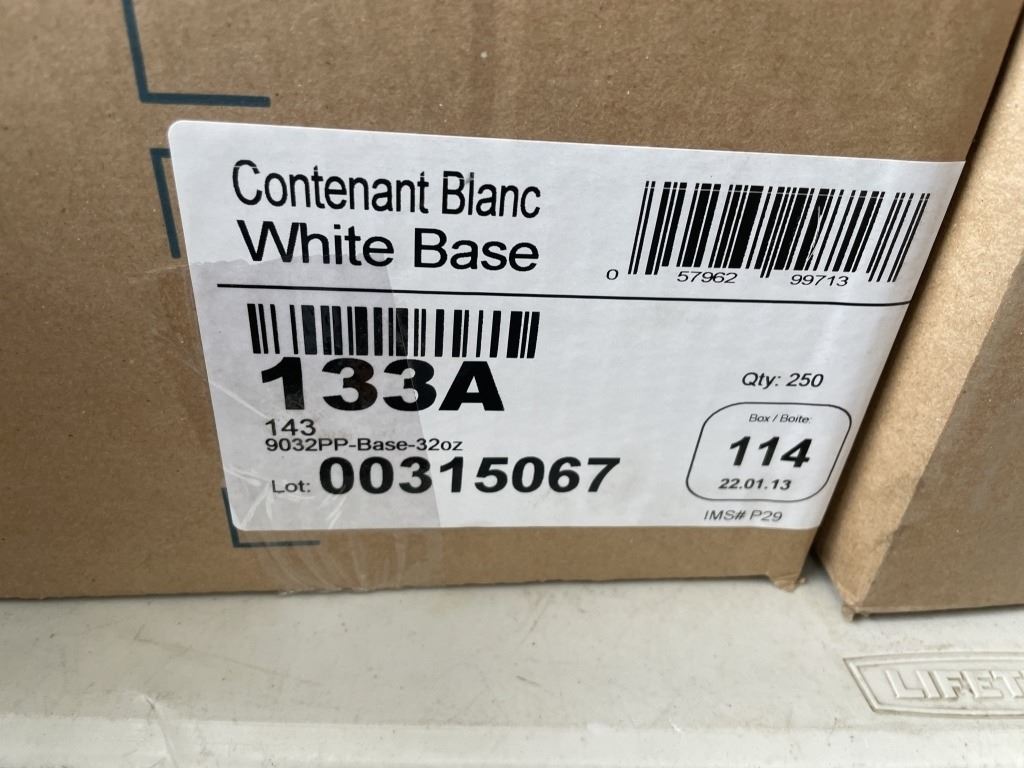 Contenant Blanc
White Base
0 57962 99713
133A
143
9032PP-Base-32oz
Lot: 00315067
Qty: 250
Box / Boite:
114
22.01.13
IMS# P29
LIFET